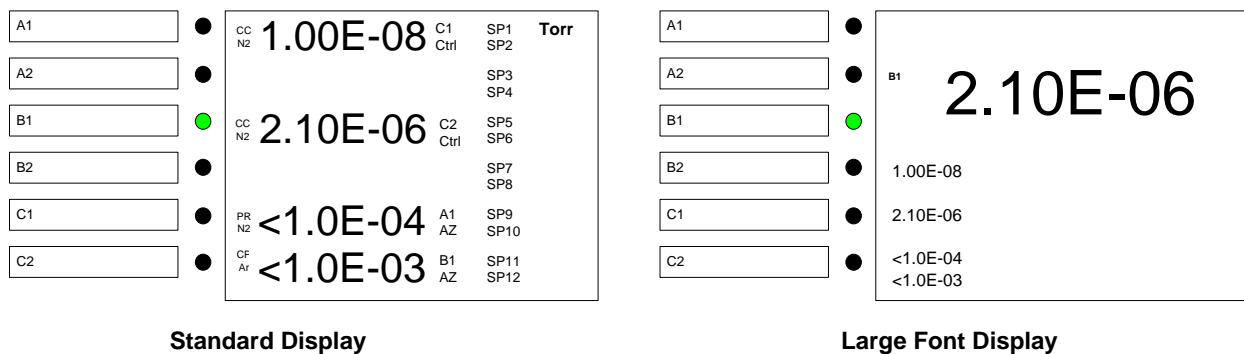 A1
CC
N2
1.00E-08
C1
Ctrl
SP1
SP2
Torr
A2
SP3
SP4
B1
CC
N2
2.10E-06
C2
Ctrl
SP5
SP6
B2
SP7
SP8
C1
PR
N2
<1.0E-04
A1
AZ
SP9
SP10
C2
CP
Ar
<1.0E-03
B1
AZ
SP11
SP12
Standard Display
A1
A2
B1
2.10E-06
B1
B2
1.00E-08
C1
2.10E-06
C2
<1.0E-04
<1.0E-03
Large Font Display